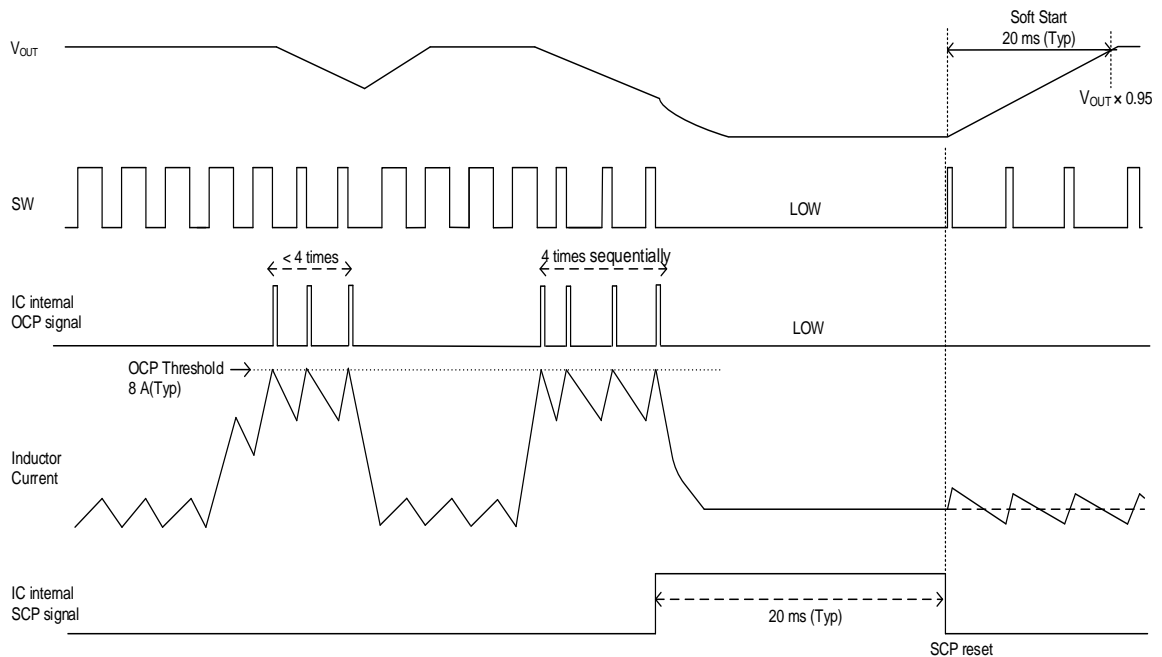 Soft Start
20 ms (Typ)
VOUT
VOUT × 0.95
SW
LOW
< 4 times
4 times sequentially
IC internal
OCP signal
LOW
OCP Threshold
8 A(Typ)
Inductor
Current
IC internal
SCP signal
20 ms (Typ)
SCP reset